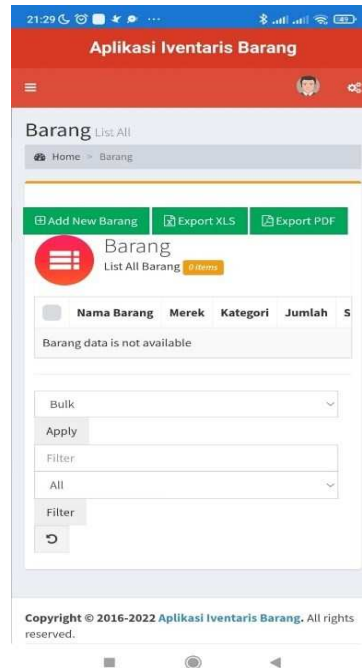 21:29
Aplikasi Iventaris Barang
Barang List All
Home > Barang
Add New Barang Export XLS Export PDF
Barang
List All Barang 0 items
Nama Barang Merek Kategori Jumlah S
Barang data is not available
Bulk
Apply
Filter
All
Filter
Copyright © 2016-2022 Aplikasi Iventaris Barang. All rights
reserved.